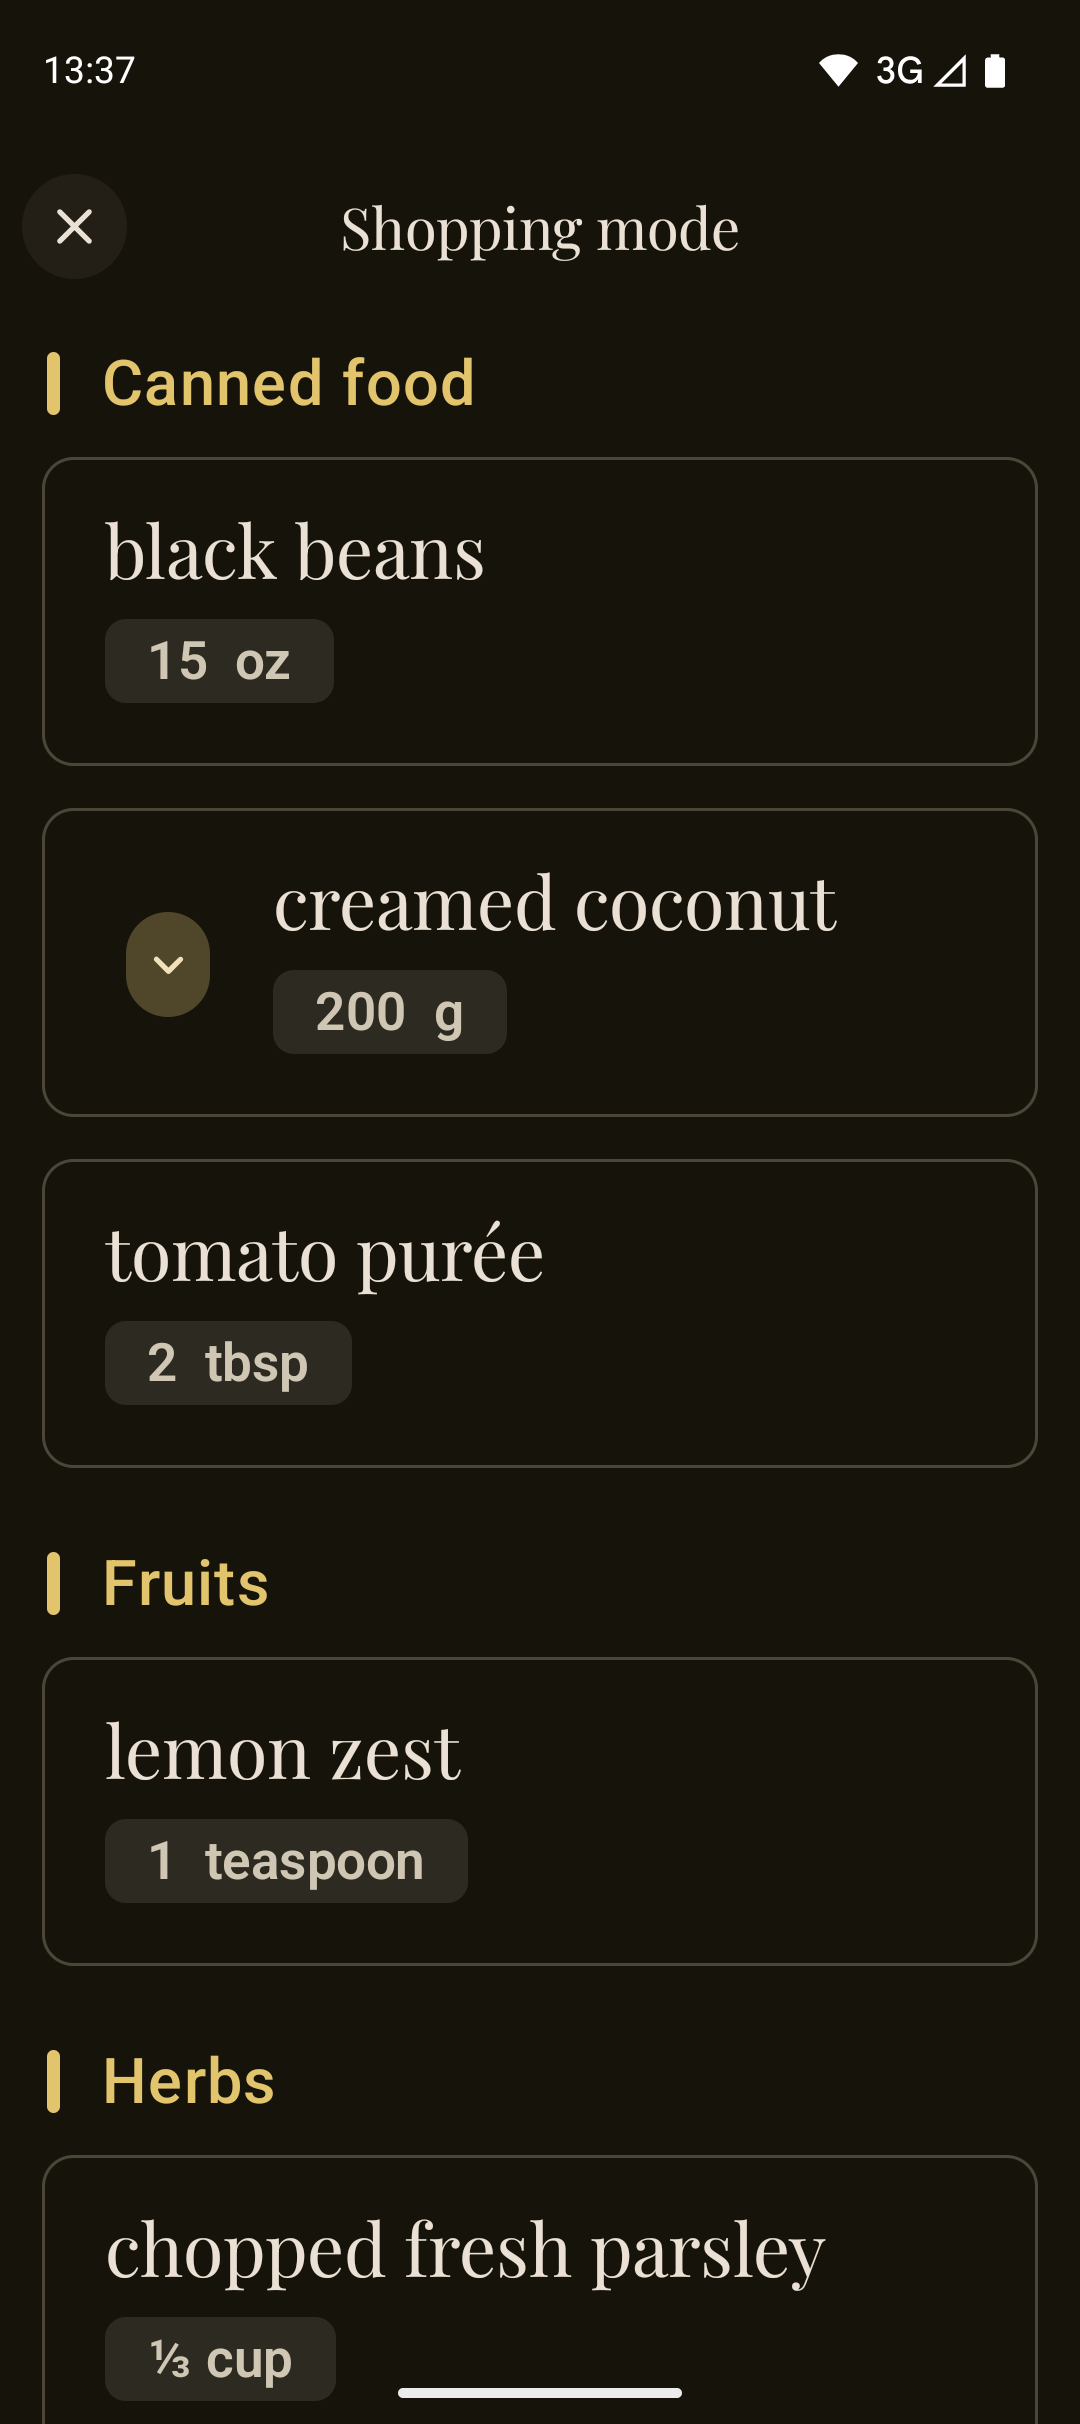 13:37
3G
Shopping mode
Canned food
black beans
15 oz
creamed coconut
200 g
tomato purée
2 tbsp
Fruits
lemon zest
1 teaspoon
Herbs
chopped fresh parsley
⅓ cup